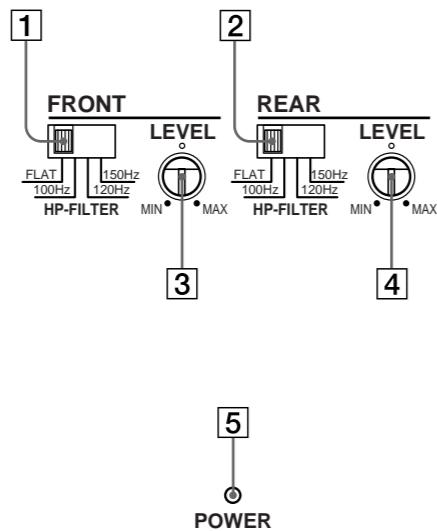 1 2
FRONT REAR
LEVEL LEVEL
FLAT 150Hz FLAT 150Hz
100Hz 120Hz 100Hz 120Hz
HP-FILTER MIN MAX HP-FILTER MIN MAX
3 4
5
POWER